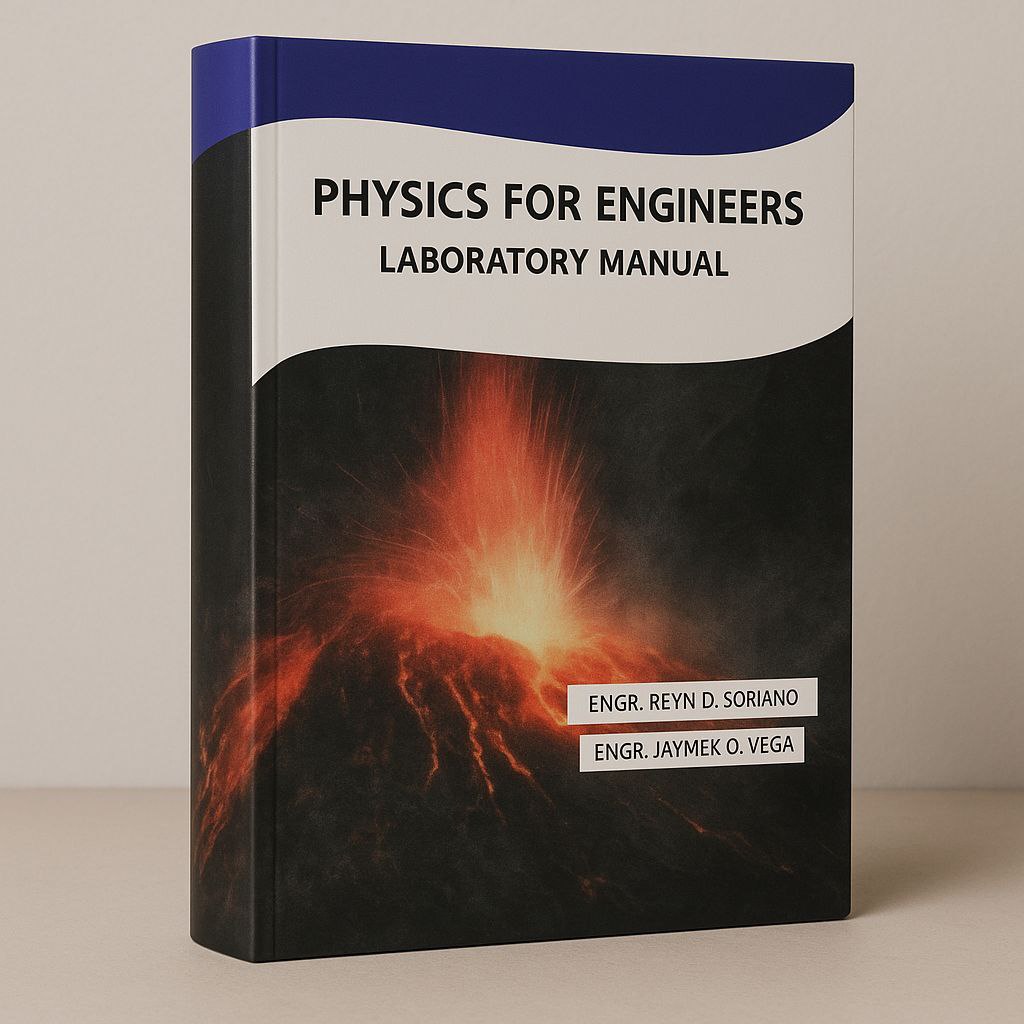 PHYSICS FOR ENGINEERS
LABORATORY MANUAL
ENGR. REYN D. SORIANO
ENGR. JAYMEK O. VEGA